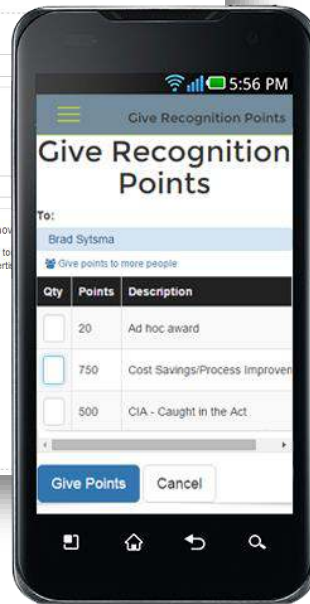 5:56 PM
Give Recognition Points
Give Recognition
Points
To:
Brad Sytsma
Give points to more people
Qty Points Description
20 Ad hoc award
750 Cost Savings/Process Improven
500 CIA - Caught in the Act
Give Points Cancel